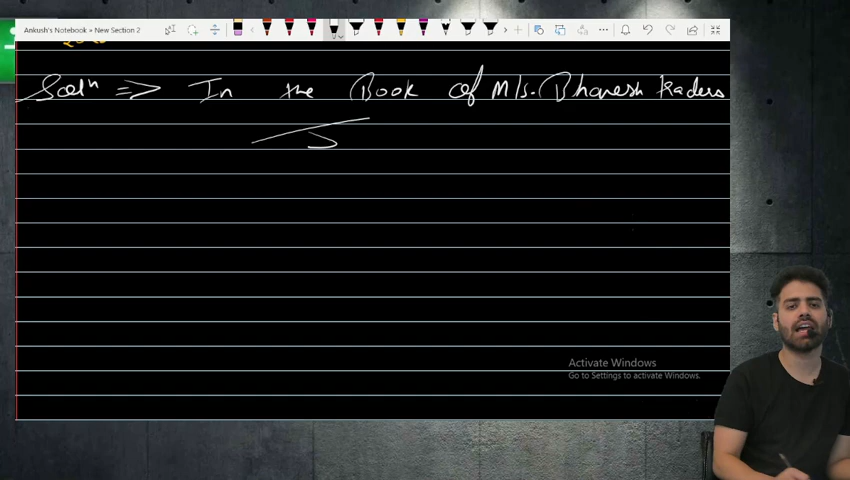 Ankush's Notebook » New Section 2
Soln => In the Book of M/s. Bhavesh traders
Activate Windows
Go to Settings to activate Windows.